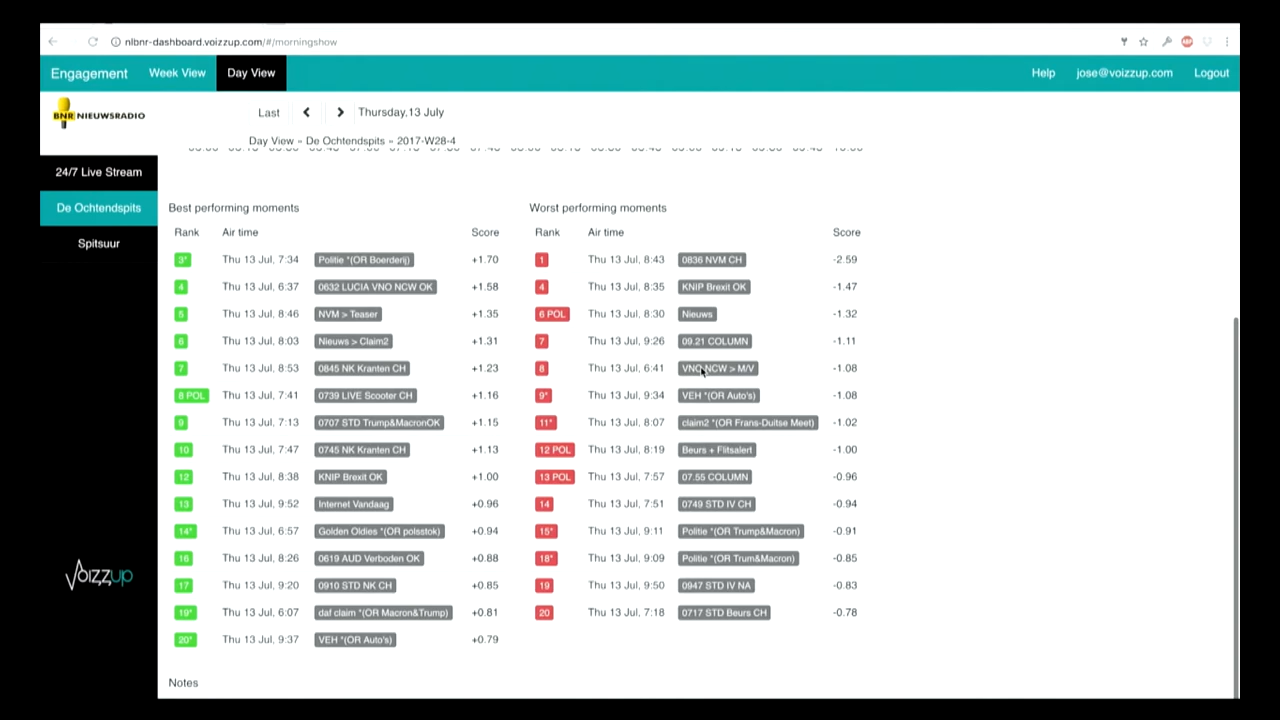 nlbnr-dashboard.voizzup.com/#/morningshow
Engagement Week View Day View Help jose@voizzup.com Logout
BNR NIEUWSRADIO
Last Thursday,13 July
Day View - De Ochtendspits - 2017-W28-4
24/7 Live Stream
De Ochtendspits
Spitsuur
Best performing moments Worst performing moments
Rank Air time Score Rank Air time Score
3* Thu 13 Jul, 7:34 Politie *(OR Boerderij) +1.70 1 Thu 13 Jul, 8:43 0836 NVM CH -2.59
4 Thu 13 Jul, 6:37 0632 LUCIA VNO NCW OK +1.58 4 Thu 13 Jul, 8:35 KNIP Brexit OK -1.47
5 Thu 13 Jul, 8:46 NVM > Teaser +1.35 6 POL Thu 13 Jul, 8:30 Nieuws -1.32
6 Thu 13 Jul, 8:03 Nieuws > Claim2 +1.31 7 Thu 13 Jul, 9:26 09.21 COLUMN -1.11
7 Thu 13 Jul, 8:53 0845 NK Kranten CH +1.23 8 Thu 13 Jul, 6:41 VNO NCW > M/V -1.08
8 POL Thu 13 Jul, 7:41 0739 LIVE Scooter CH +1.16 9* Thu 13 Jul, 9:34 VEH *(OR Auto's) -1.08
9 Thu 13 Jul, 7:13 0707 STD Trump&MacronOK +1.15 11* Thu 13 Jul, 8:07 claim2 *(OR Frans-Duitse Meet) -1.02
10 Thu 13 Jul, 7:47 0745 NK Kranten CH +1.13 12 POL Thu 13 Jul, 8:19 Beurs + Flitsalert -1.00
12 Thu 13 Jul, 8:38 KNIP Brexit OK +1.00 13 POL Thu 13 Jul, 7:57 07.55 COLUMN -0.96
13 Thu 13 Jul, 9:52 Internet Vandaag +0.96 14 Thu 13 Jul, 7:51 0749 STD IV CH -0.94
14* Thu 13 Jul, 6:57 Golden Oldies *(OR polsstok) +0.94 15* Thu 13 Jul, 9:11 Politie *(OR Trump&Macron) -0.91
16 Thu 13 Jul, 8:26 0619 AUD Verboden OK +0.88 18* Thu 13 Jul, 9:09 Politie *(OR Trum&Macron) -0.85
17 Thu 13 Jul, 9:20 0910 STD NK CH +0.85 19 Thu 13 Jul, 9:50 0947 STD IV NA -0.83
19* Thu 13 Jul, 6:07 daf claim *(OR Macron&Trump) +0.81 20 Thu 13 Jul, 7:18 0717 STD Beurs CH -0.78
20* Thu 13 Jul, 9:37 VEH *(OR Auto's) +0.79
voizzup
Notes